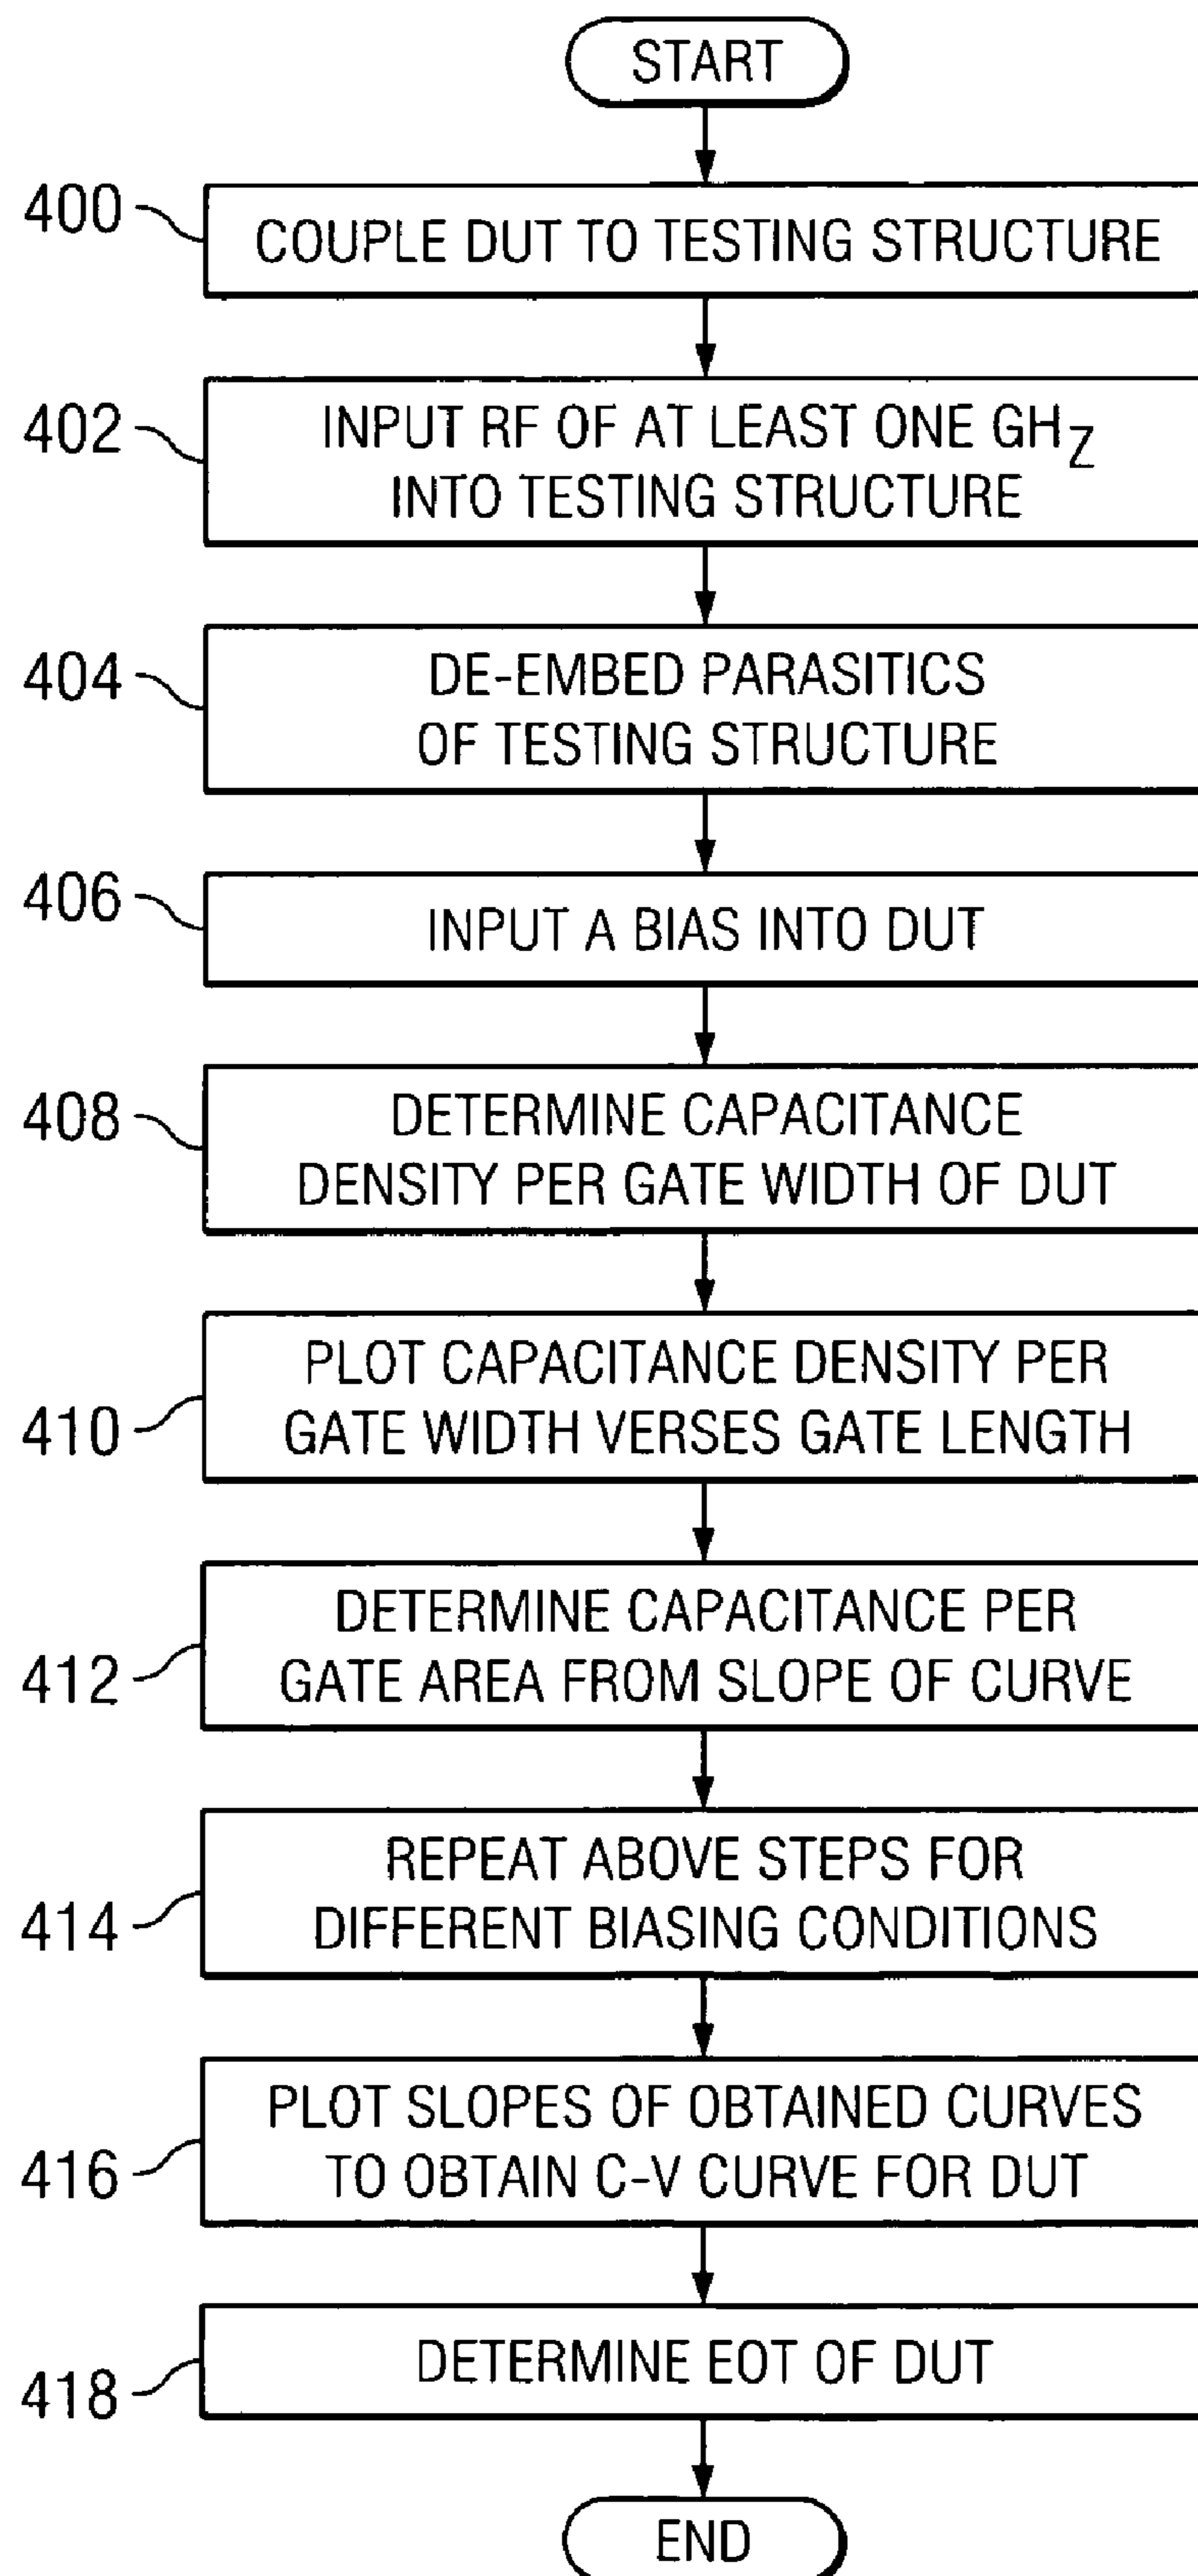 START
400
COUPLE DUT TO TESTING STRUCTURE
402
INPUT RF OF AT LEAST ONE GHZ
INTO TESTING STRUCTURE
404
DE-EMBED PARASITICS
OF TESTING STRUCTURE
406
INPUT A BIAS INTO DUT
408
DETERMINE CAPACITANCE
DENSITY PER GATE WIDTH OF DUT
410
PLOT CAPACITANCE DENSITY PER
GATE WIDTH VERSES GATE LENGTH
412
DETERMINE CAPACITANCE PER
GATE AREA FROM SLOPE OF CURVE
414
REPEAT ABOVE STEPS FOR
DIFFERENT BIASING CONDITIONS
416
PLOT SLOPES OF OBTAINED CURVES
TO OBTAIN C-V CURVE FOR DUT
418
DETERMINE EOT OF DUT
END